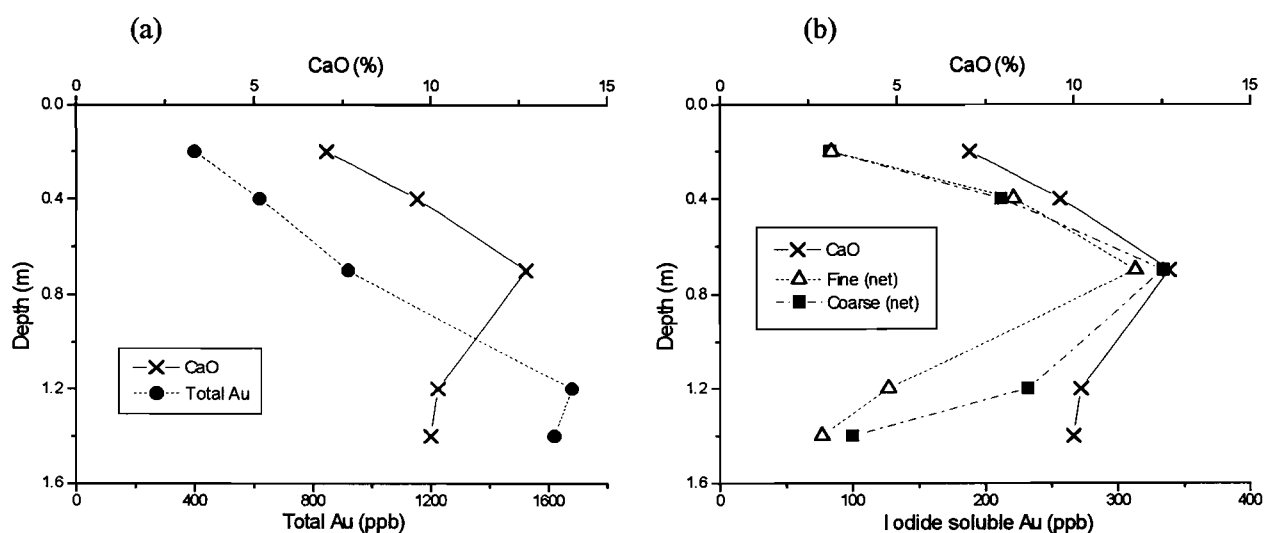 (a)
CaO (%)
0 5 10 15
0.0
0.4
0.8
1.2
1.6
Depth (m)
CaO
Total Au
0 400 800 1200 1600
Total Au (ppb)
(b)
CaO (%)
0 5 10 15
0.0
0.4
0.8
1.2
1.6
Depth (m)
CaO
Fine (net)
Coarse (net)
0 100 200 300 400
Iodide soluble Au (ppb)